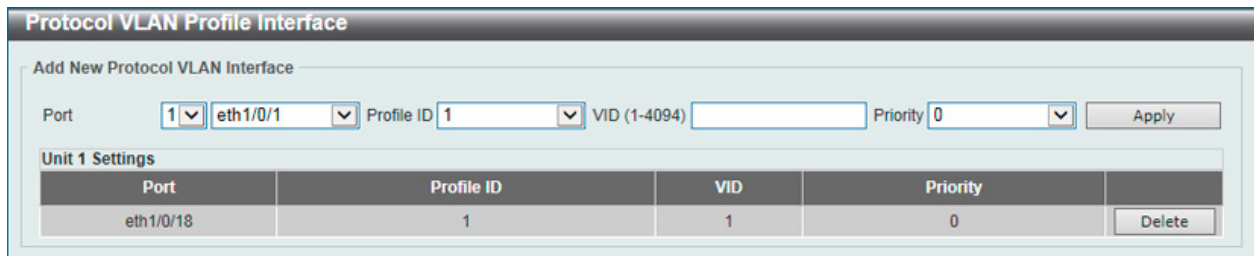 Protocol VLAN Profile Interface
Add New Protocol VLAN Interface
Port 1 eth1/0/1 Profile ID 1 VID (1-4094) Priority 0 Apply
Unit 1 Settings
Port Profile ID VID Priority
eth1/0/18 1 1 0 Delete